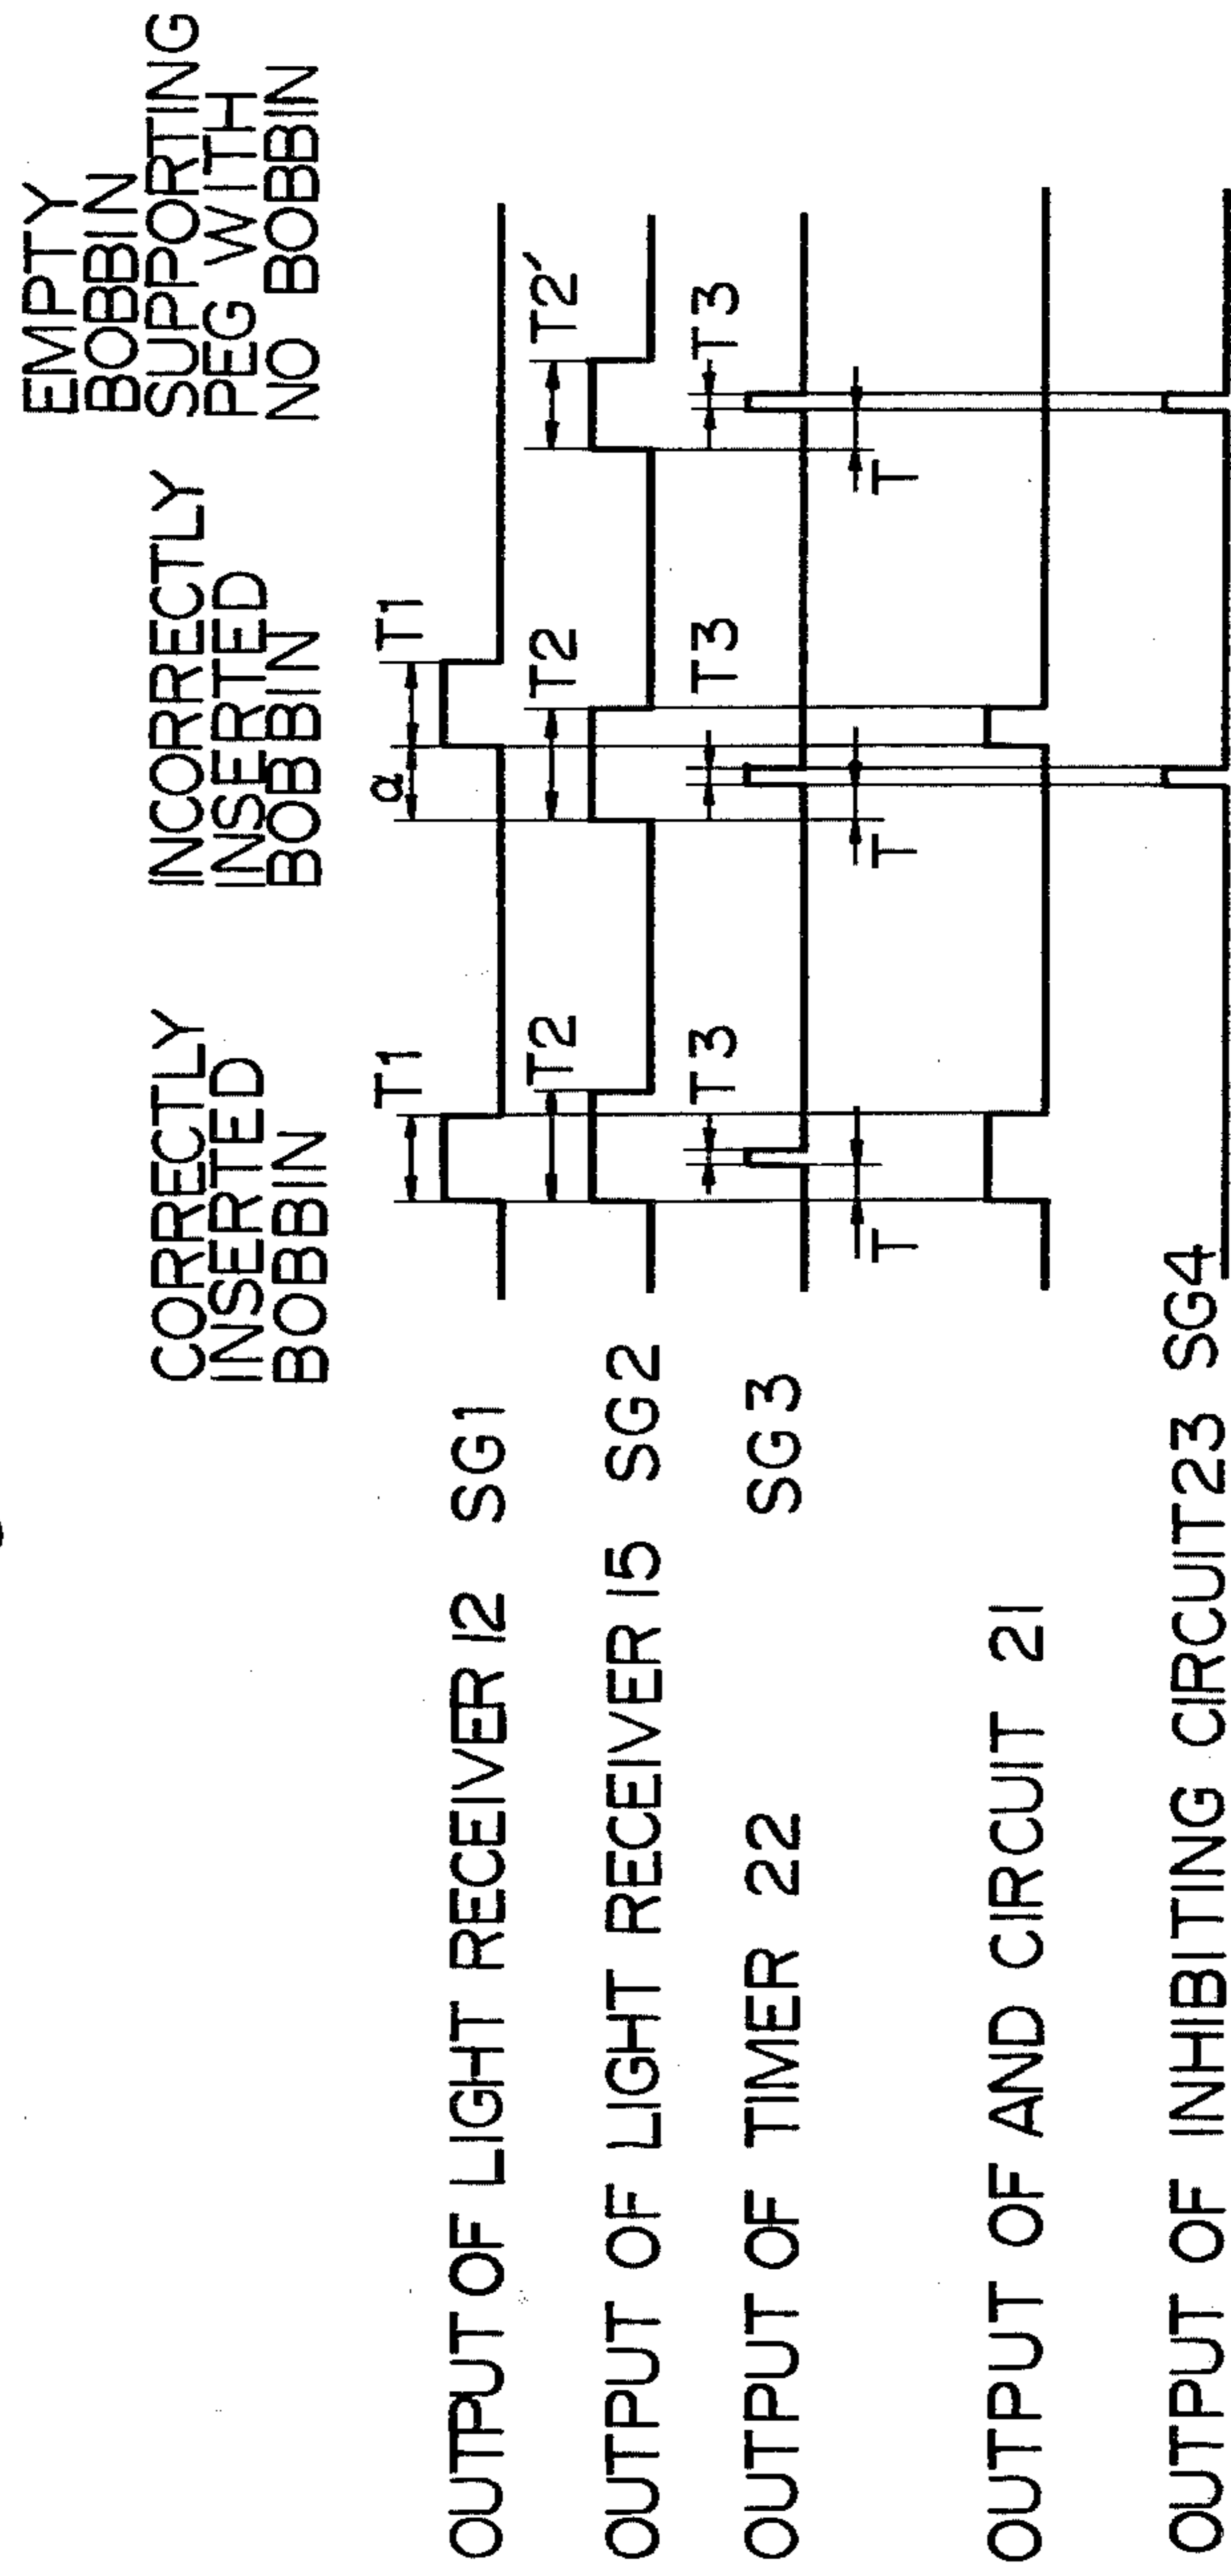 CORRECTLY
INSERTED
BOBBIN
INCORRECTLY
INSERTED
BOBBIN
EMPTY
BOBBIN
SUPPORTING
PEG WITH
NO BOBBIN
OUTPUT OF LIGHT RECEIVER 12 SG1
T1
α
T1
OUTPUT OF LIGHT RECEIVER 15 SG2
T2
T2
T2′
OUTPUT OF TIMER 22 SG3
T3
T3
T3
T
T
T
OUTPUT OF AND CIRCUIT 21
OUTPUT OF INHIBITING CIRCUIT23 SG4